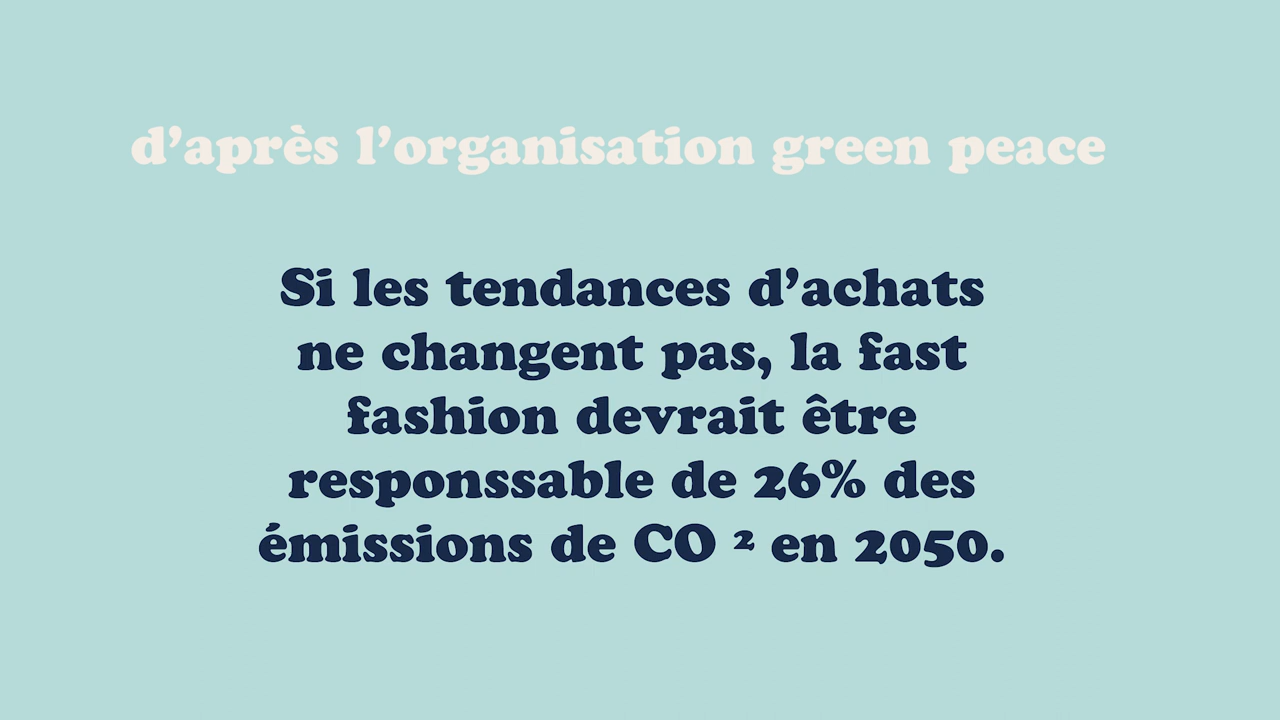 d’après l’organisation green peace
Si les tendances d’achats
ne changent pas, la fast
fashion devrait être
responssable de 26% des
émissions de CO ² en 2050.